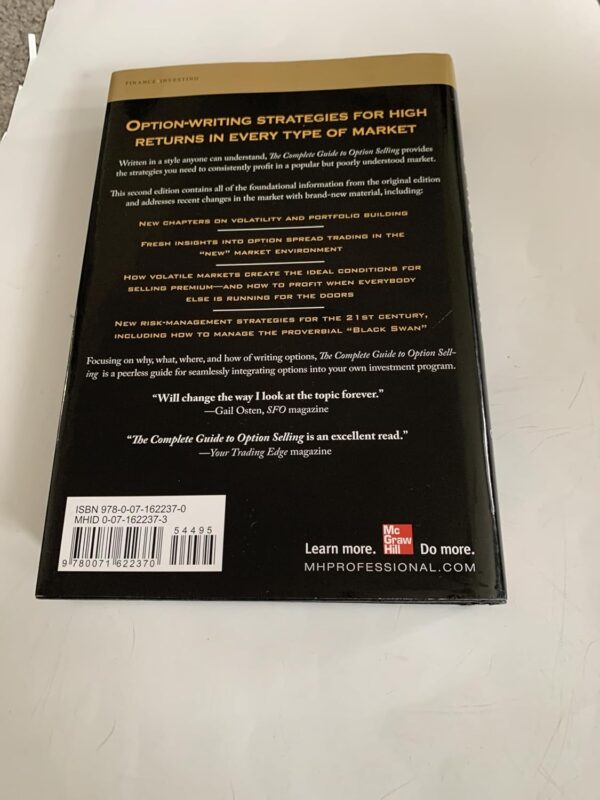 FINANCE/INVESTING
OPTION-WRITING STRATEGIES FOR HIGH
RETURNS IN EVERY TYPE OF MARKET
Written in a style anyone can understand, The Complete Guide to Option Selling provides
the strategies you need to consistently profit in a popular but poorly understood market.
This second edition contains all of the foundational information from the original edition
and addresses recent changes in the market with brand-new material, including:
NEW CHAPTERS ON VOLATILITY AND PORTFOLIO BUILDING
FRESH INSIGHTS INTO OPTION SPREAD TRADING IN THE
"NEW" MARKET ENVIRONMENT
HOW VOLATILE MARKETS CREATE THE IDEAL CONDITIONS FOR
SELLING PREMIUM—AND HOW TO PROFIT WHEN EVERYBODY
ELSE IS RUNNING FOR THE DOORS
NEW RISK-MANAGEMENT STRATEGIES FOR THE 21ST CENTURY,
INCLUDING HOW TO MANAGE THE PROVERBIAL "BLACK SWAN"
Focusing on why, what, where, and how of writing options, The Complete Guide to Option Sell-
ing is a peerless guide for seamlessly integrating options into your own investment program.
"Will change the way I look at the topic forever."
—Gail Osten, SFO magazine
"The Complete Guide to Option Selling is an excellent read."
—Your Trading Edge magazine
ISBN 978-0-07-162237-0
MHID 0-07-162237-3
54495
9 780071 622370
Learn more. Mc Graw Hill Do more.
MHPROFESSIONAL.COM